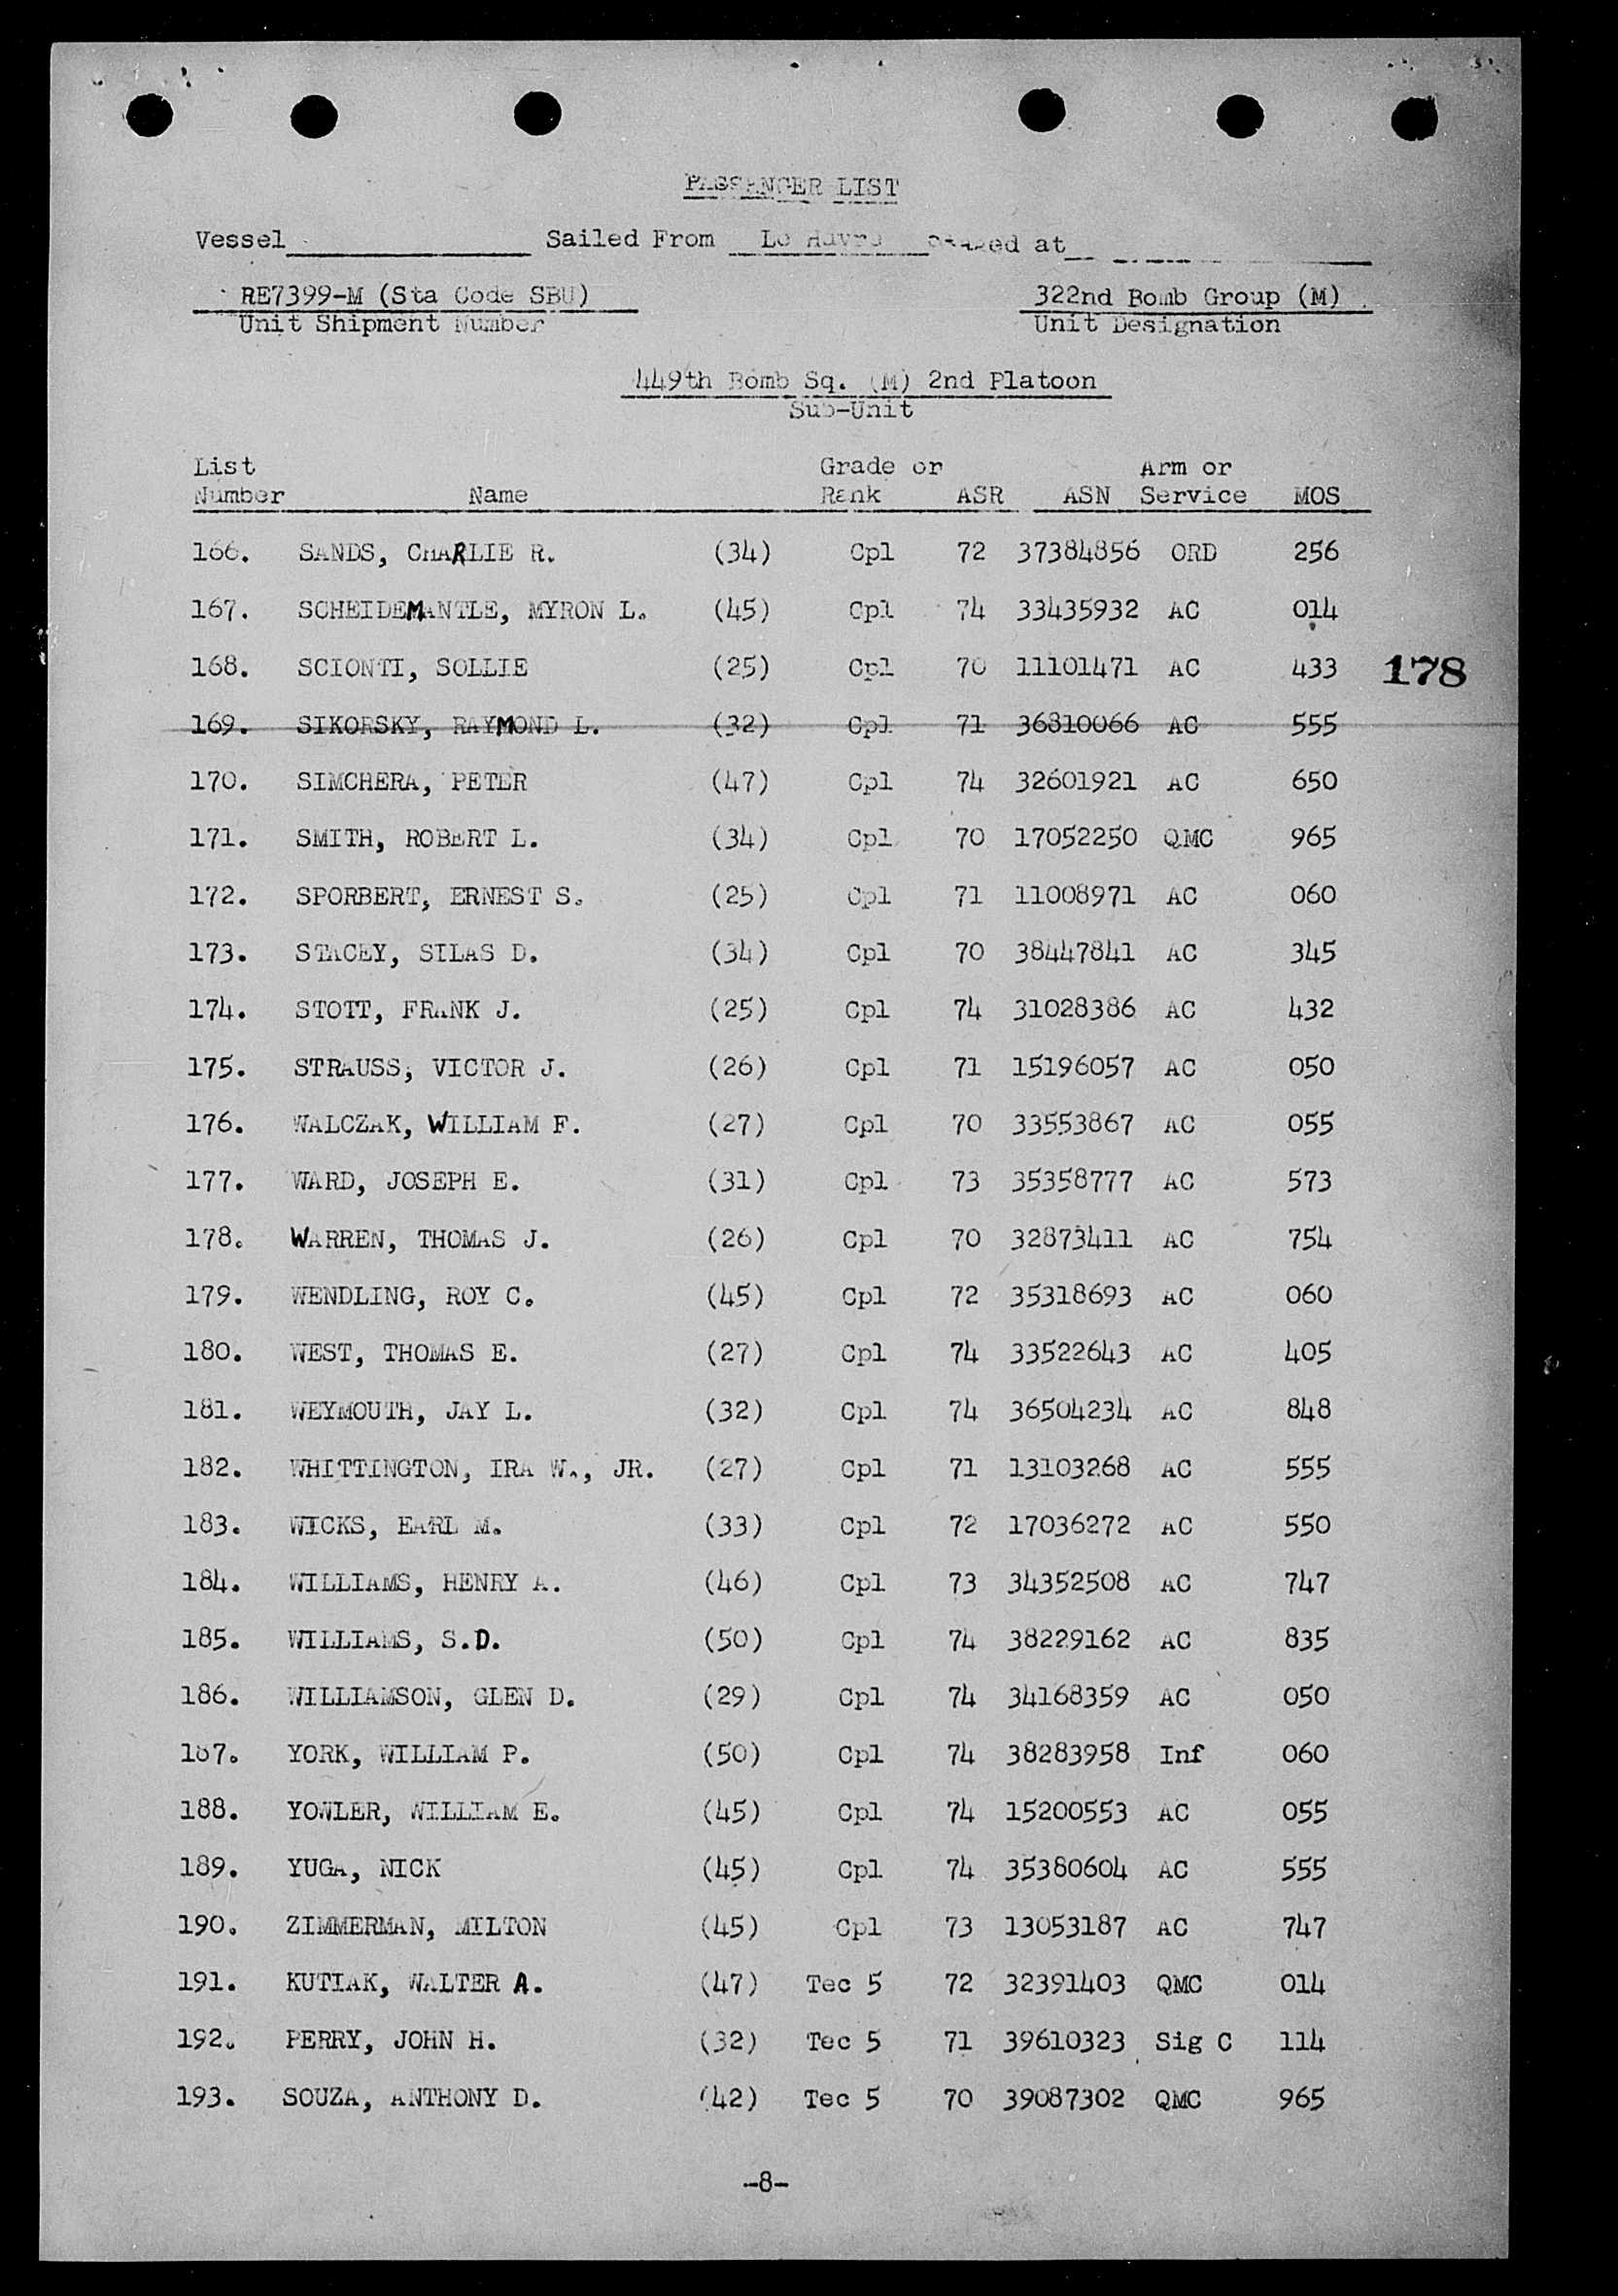 PASSENGER LIST
Vessel Sailed From Le Havre Staged at
RE7399-M (Sta Code SBU) 322nd Bomb Group (M)
Unit Shipment Number Unit Designation
449th Bomb Sq. (M) 2nd Platoon
Sub-Unit
List Grade or Arm or
Number Name Rank ASR ASN Service MOS
166. SANDS, CHARLIE R. (34) Cpl 72 37384856 ORD 256
167. SCHEIDEMANTLE, MYRON L. (45) Cpl 74 33435932 AC 014
168. SCIONTI, SOLLIE (25) Cpl 70 11101471 AC 433 178
169. SIKORSKY, RAYMOND L. (32) Cpl 71 36810066 AC 555
170. SIMCHERA, PETER (47) Cpl 74 32601921 AC 650
171. SMITH, ROBERT L. (34) Cpl 70 17052250 QMC 965
172. SPORBERT, ERNEST S. (25) Cpl 71 11008971 AC 060
173. STACEY, SILAS D. (34) Cpl 70 38447841 AC 345
174. STOTT, FRANK J. (25) Cpl 74 31028386 AC 432
175. STRAUSS, VICTOR J. (26) Cpl 71 15196057 AC 050
176. WALCZAK, WILLIAM F. (27) Cpl 70 33553867 AC 055
177. WARD, JOSEPH E. (31) Cpl 73 35358777 AC 573
178. WARREN, THOMAS J. (26) Cpl 70 32873411 AC 754
179. WENDLING, ROY C. (45) Cpl 72 35318693 AC 060
180. WEST, THOMAS E. (27) Cpl 74 33522643 AC 405
181. WEYMOUTH, JAY L. (32) Cpl 74 36504234 AC 848
182. WHITTINGTON, IRA W., JR. (27) Cpl 71 13103268 AC 555
183. WICKS, EARL M. (33) Cpl 72 17036272 AC 550
184. WILLIAMS, HENRY A. (46) Cpl 73 34352508 AC 747
185. WILLIAMS, S.D. (50) Cpl 74 38229162 AC 835
186. WILLIAMSON, GLEN D. (29) Cpl 74 34168359 AC 050
187. YORK, WILLIAM P. (50) Cpl 74 38283958 Inf 060
188. YOWLER, WILLIAM E. (45) Cpl 74 15200553 AC 055
189. YUGA, NICK (45) Cpl 74 35380604 AC 555
190. ZIMMERMAN, MILTON (45) Cpl 73 13053187 AC 747
191. KUTIAK, WALTER A. (47) Tec 5 72 32391403 QMC 014
192. PERRY, JOHN H. (32) Tec 5 71 39610323 Sig C 114
193. SOUZA, ANTHONY D. (42) Tec 5 70 39087302 QMC 965
-8-